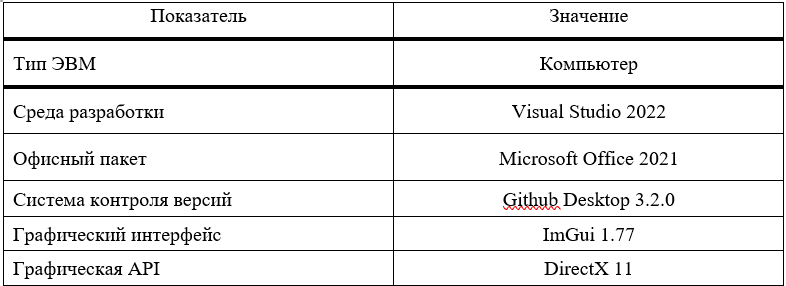 Показатель Значение
Тип ЭВМ Компьютер
Среда разработки Visual Studio 2022
Офисный пакет Microsoft Office 2021
Система контроля версий Github Desktop 3.2.0
Графический интерфейс ImGui 1.77
Графическая API DirectX 11